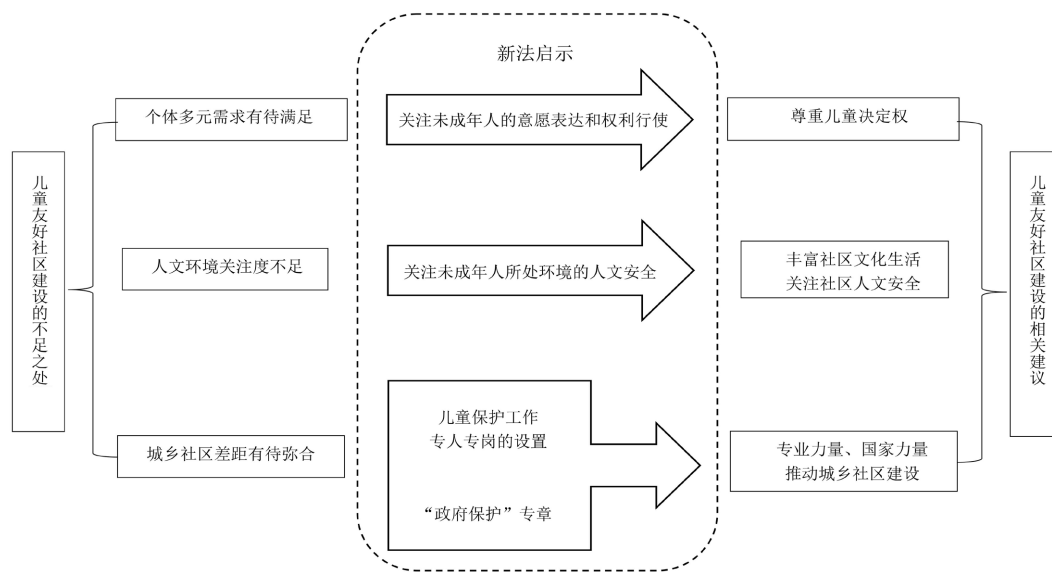 新法启示
儿童友好社区建设的不足之处
个体多元需求有待满足
关注未成年人的意愿表达和权利行使
尊重儿童决定权
人文环境关注度不足
关注未成年人所处环境的人文安全
丰富社区文化生活
关注社区人文安全
城乡社区差距有待弥合
儿童保护工作
专人专岗的设置
“政府保护”专章
专业力量、国家力量
推动城乡社区建设
儿童友好社区建设的相关建议